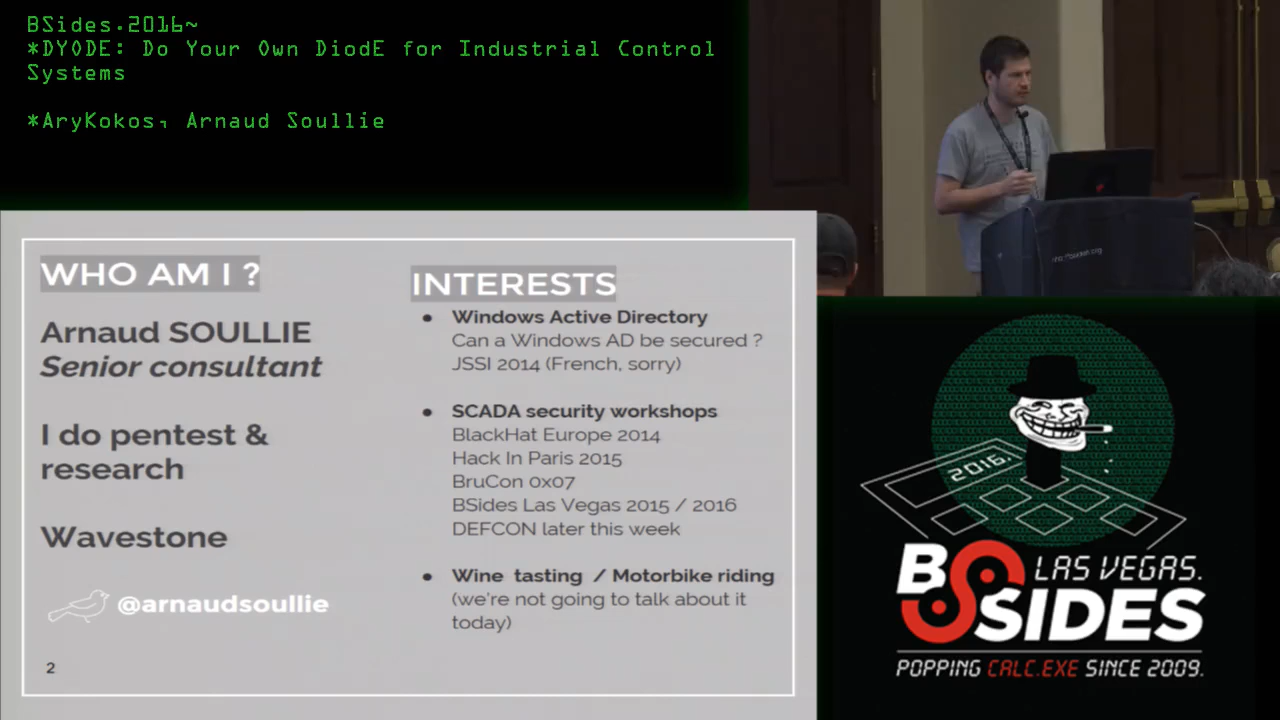 BSides.2016~
*DYODE: Do Your Own DiodE for Industrial Control
Systems
*AryKokos, Arnaud Soullie
WHO AM I ?
Arnaud SOULLIE
Senior consultant
I do pentest &
research
Wavestone
@arnaudsoullie
2
INTERESTS
● Windows Active Directory
Can a Windows AD be secured ?
JSSI 2014 (French, sorry)
● SCADA security workshops
BlackHat Europe 2014
Hack In Paris 2015
BruCon 0x07
BSides Las Vegas 2015 / 2016
DEFCON later this week
● Wine tasting / Motorbike riding
(we're not going to talk about it
today)
2016.
BSIDES
LAS VEGAS.
POPPING CALC.EXE SINCE 2009.